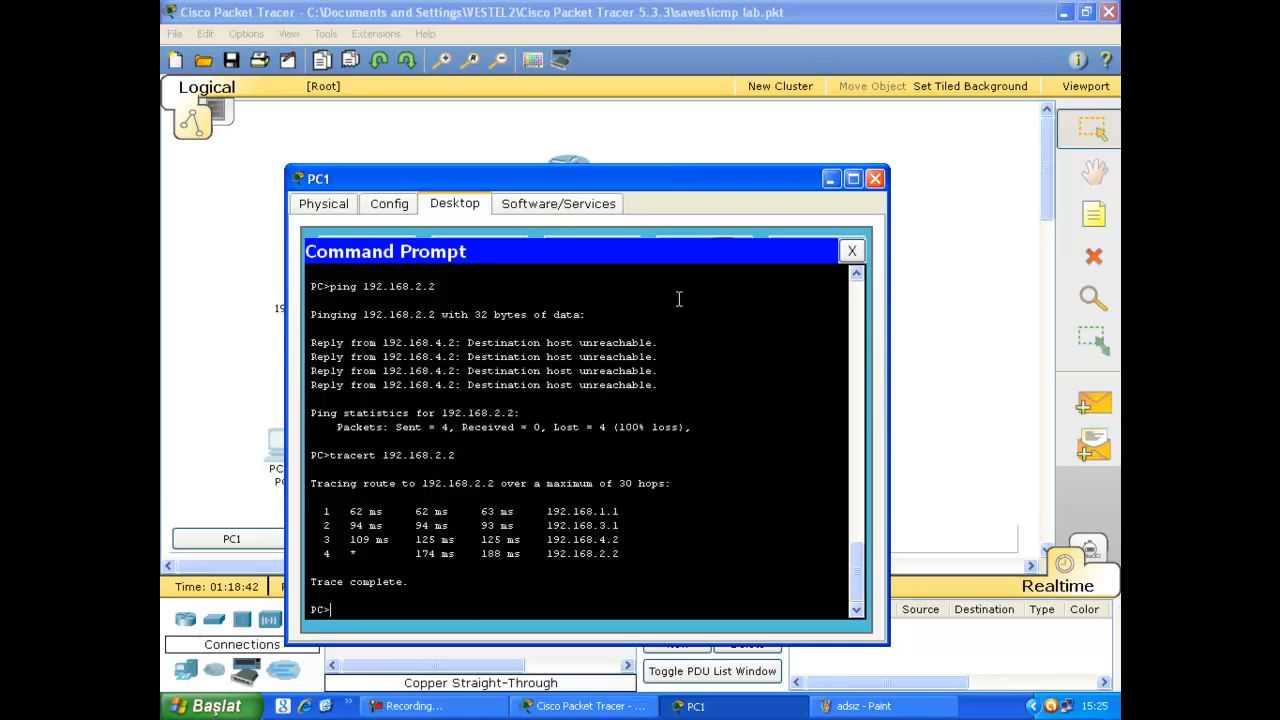 Cisco Packet Tracer - C:\Documents and Settings\VESTEL2\Cisco Packet Tracer 5.3.3\saves\icmp lab.pkt
File Edit Options View Tools Extensions Help
Logical [Root] New Cluster Move Object Set Tiled Background Viewport
PC1
Physical Config Desktop Software/Services
Command Prompt X
PC>ping 192.168.2.2
Pinging 192.168.2.2 with 32 bytes of data:
Reply from 192.168.4.2: Destination host unreachable.
Reply from 192.168.4.2: Destination host unreachable.
Reply from 192.168.4.2: Destination host unreachable.
Reply from 192.168.4.2: Destination host unreachable.
Ping statistics for 192.168.2.2:
Packets: Sent = 4, Received = 0, Lost = 4 (100% loss),
PC>tracert 192.168.2.2
Tracing route to 192.168.2.2 over a maximum of 30 hops:
1 62 ms 62 ms 63 ms 192.168.1.1
2 94 ms 94 ms 93 ms 192.168.3.1
3 109 ms 125 ms 125 ms 192.168.4.2
4 * 174 ms 188 ms 192.168.2.2
Trace complete.
PC>
19
PC
PC
PC1
Time: 01:18:42
Realtime
Source Destination Type Color
Connections
Toggle PDU List Window
Copper Straight-Through
Başlat Recording... Cisco Packet Tracer - ... PC1 adsız - Paint 15:25